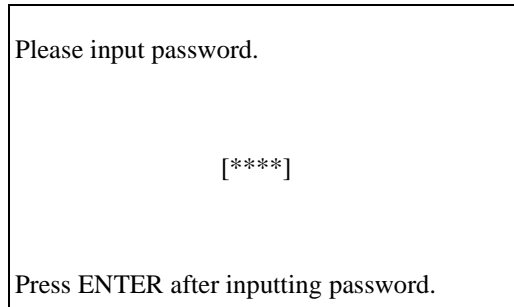 Please input password.
[****]
Press ENTER after inputting password.